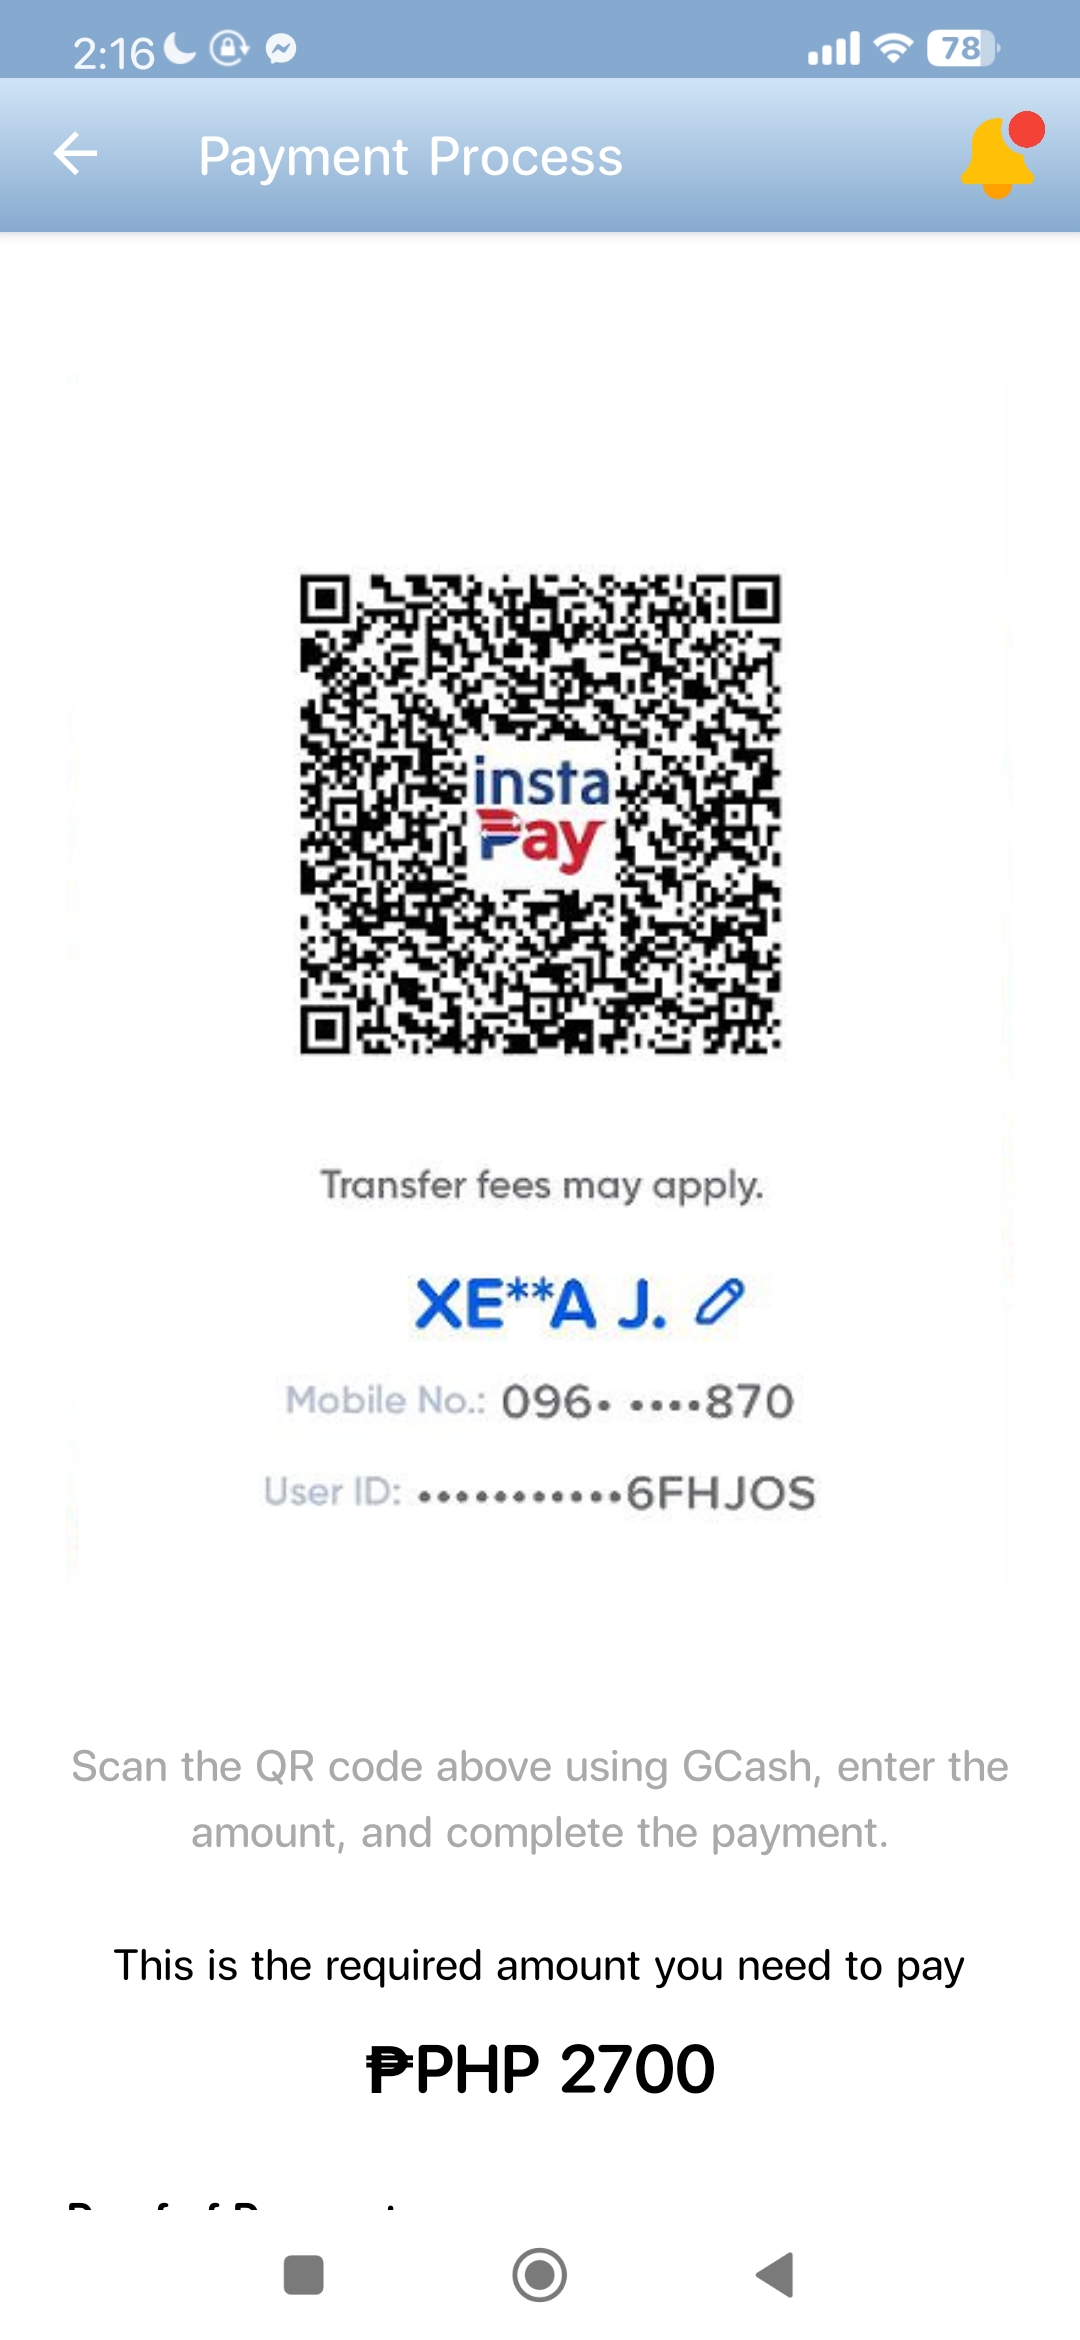 2:16
78
Payment Process
insta
Pay
Transfer fees may apply.
XE**A J.
Mobile No.: 096• ••••870
User ID: •••••••••••6FHJOS
Scan the QR code above using GCash, enter the
amount, and complete the payment.
This is the required amount you need to pay
₱PHP 2700